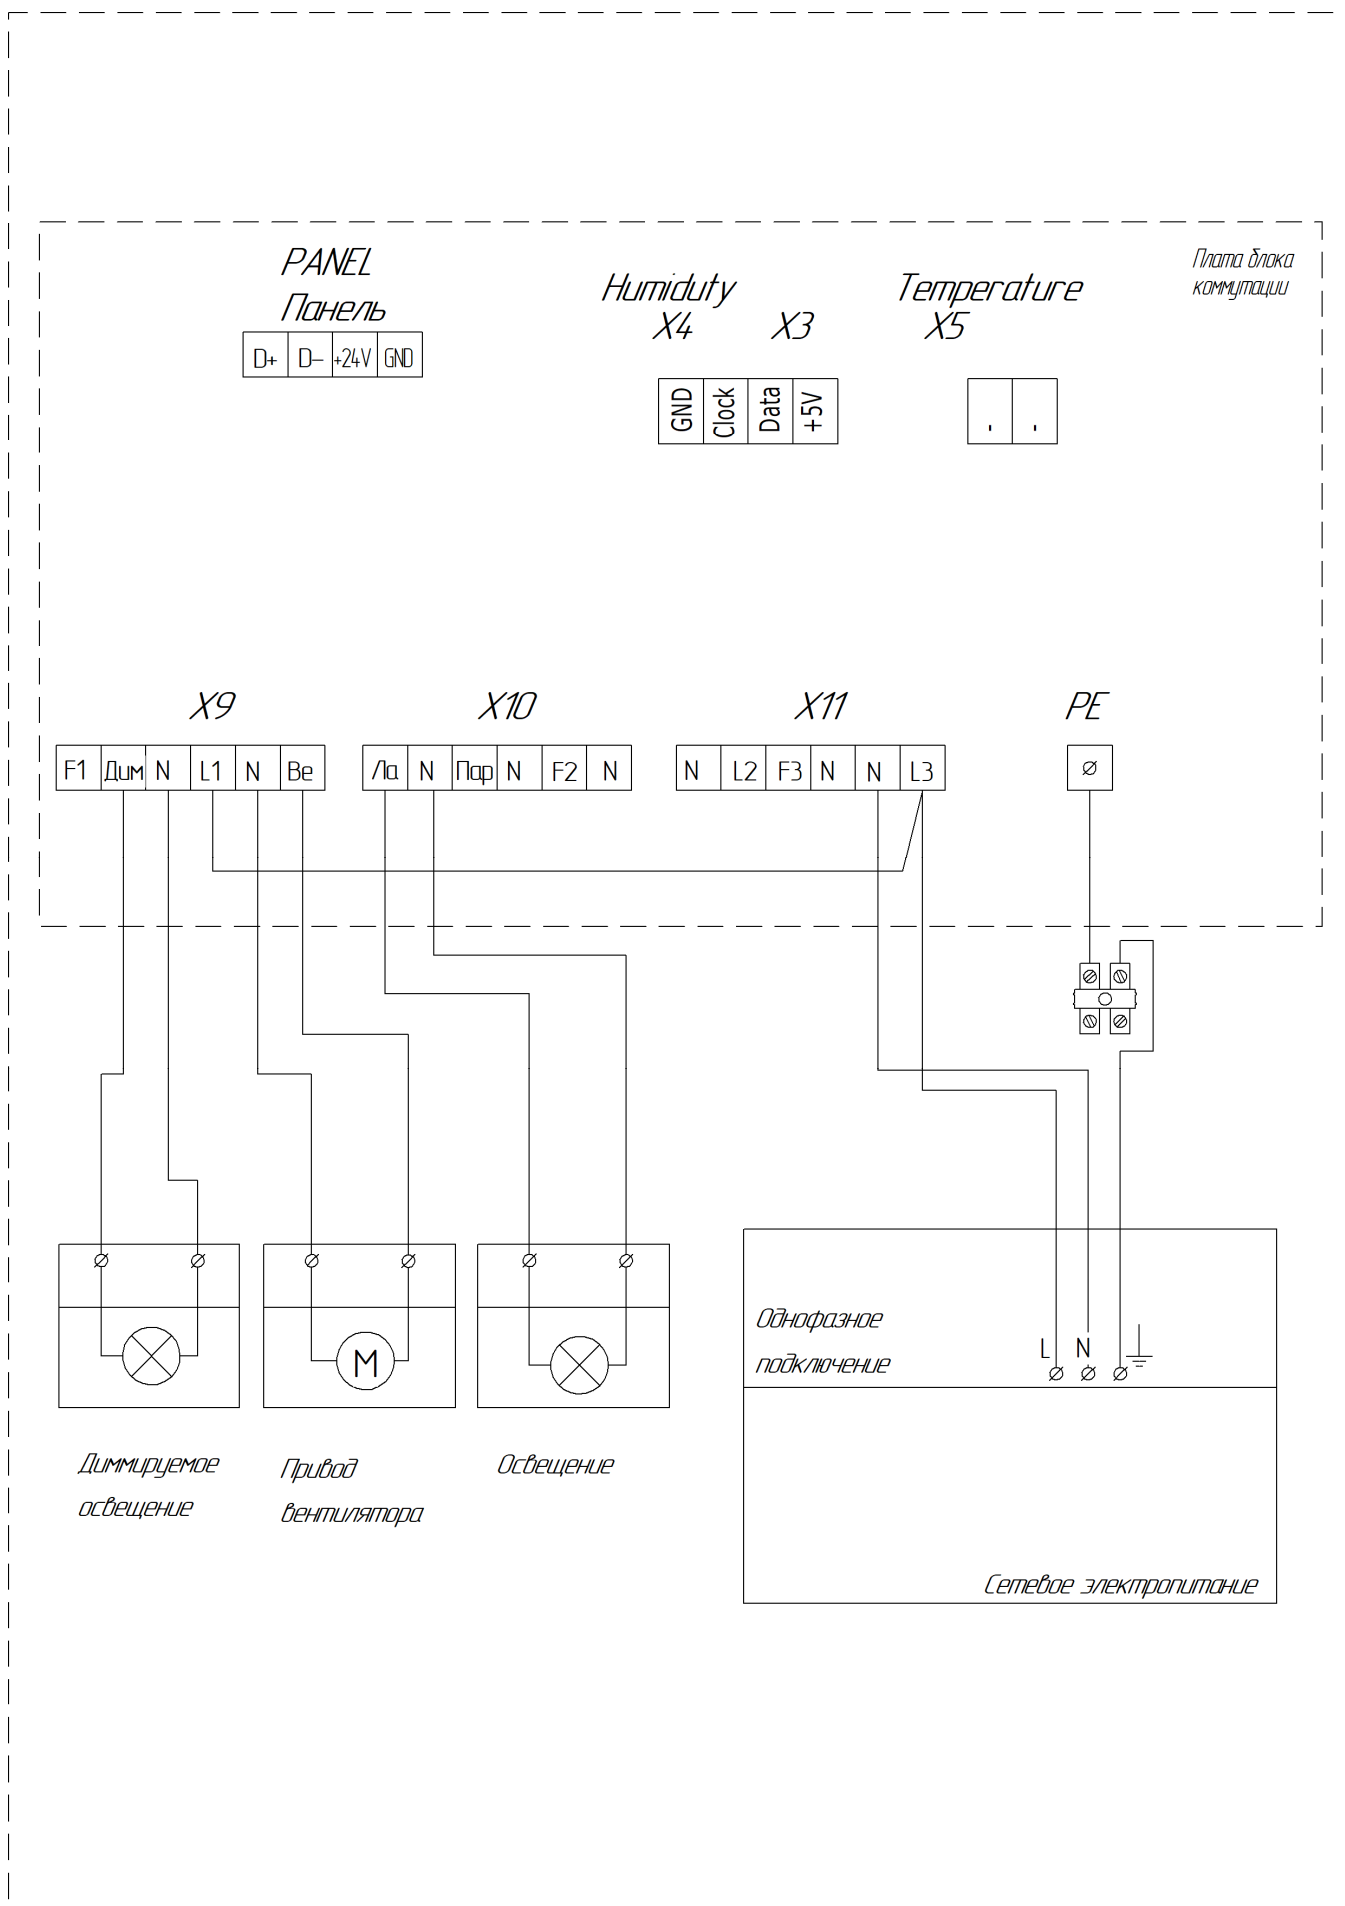 PANEL
Панель
D+ D- +24V GND
Humiduty
X4 X3
GND Clock Data +5V
Temperature
X5
- -
Плата блока
коммутации
X9
F1 Дим N L1 N Ве
X10
Ла N Пар N F2 N
X11
N L2 F3 N N L3
PE
M
Диммируемое
освещение
Привод
вентилятора
Освещение
Однофазное
подключение
L N
Сетевое электропитание